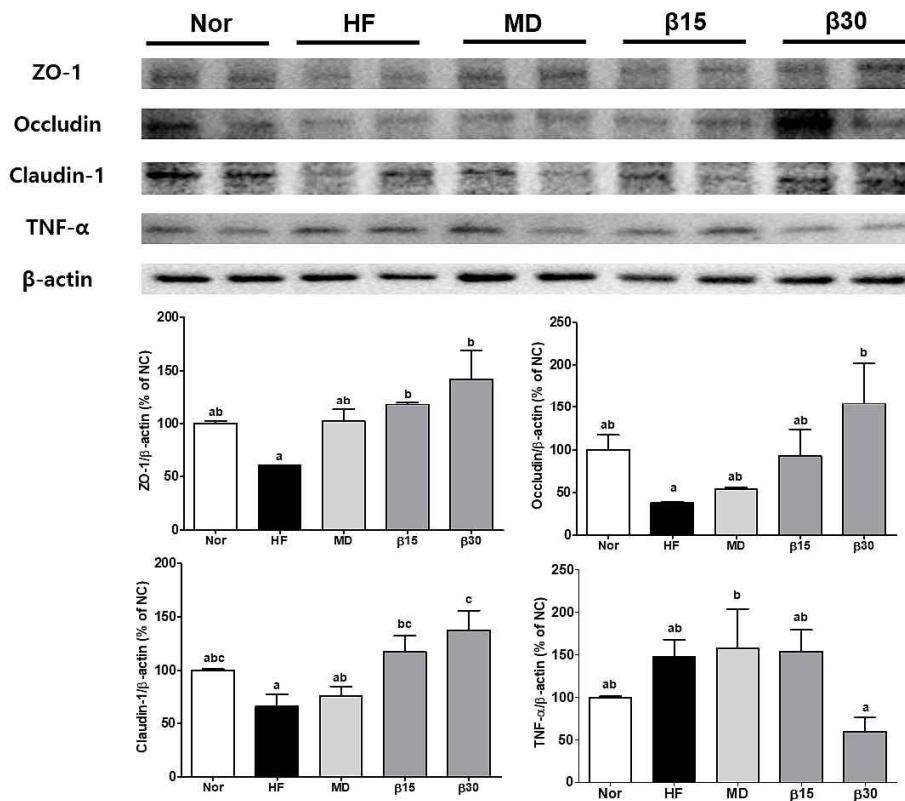 Nor HF MD β15 β30
ZO-1
Occludin
Claudin-1
TNF-α
β-actin
ZO-1/β-actin (% of NC)
200
150
100
50
0
ab
a
ab
b
b
Nor HF MD β15 β30
Occludin/β-actin (% of NC)
250
200
150
100
50
0
ab
a
ab
ab
b
Nor HF MD β15 β30
Claudin-1/β-actin (% of NC)
200
150
100
50
0
abc
a
ab
bc
c
Nor HF MD β15 β30
TNF-α/β-actin (% of NC)
250
200
150
100
50
0
ab
ab
b
ab
a
Nor HF MD β15 β30